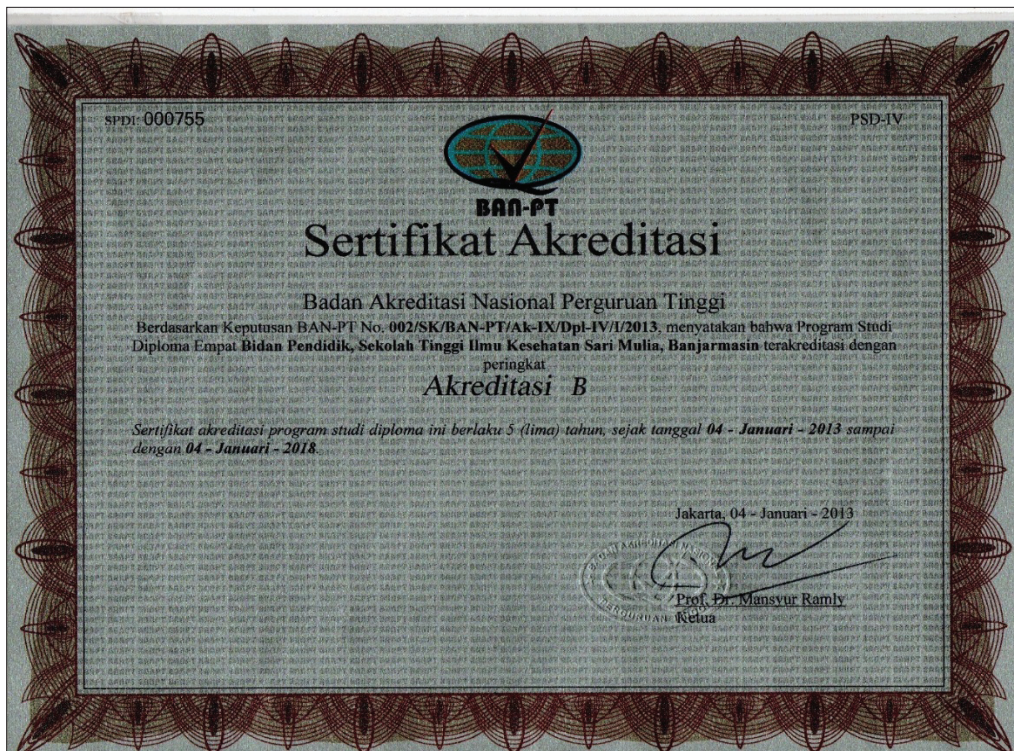 SPDI: 000755
PSD-IV
BAN-PT
Sertifikat Akreditasi
Badan Akreditasi Nasional Perguruan Tinggi
Berdasarkan Keputusan BAN-PT No. 002/SK/BAN-PT/Ak-IX/Dpl-IV/I/2013, menyatakan bahwa Program Studi
Diploma Empat Bidan Pendidik, Sekolah Tinggi Ilmu Kesehatan Sari Mulia, Banjarmasin terakreditasi dengan
peringkat
Akreditasi B
Sertifikat akreditasi program studi diploma ini berlaku 5 (lima) tahun, sejak tanggal 04 - Januari - 2013 sampai
dengan 04 - Januari - 2018.
Jakarta, 04 - Januari - 2013
Prof. Dr. Mansyur Ramly
Ketua